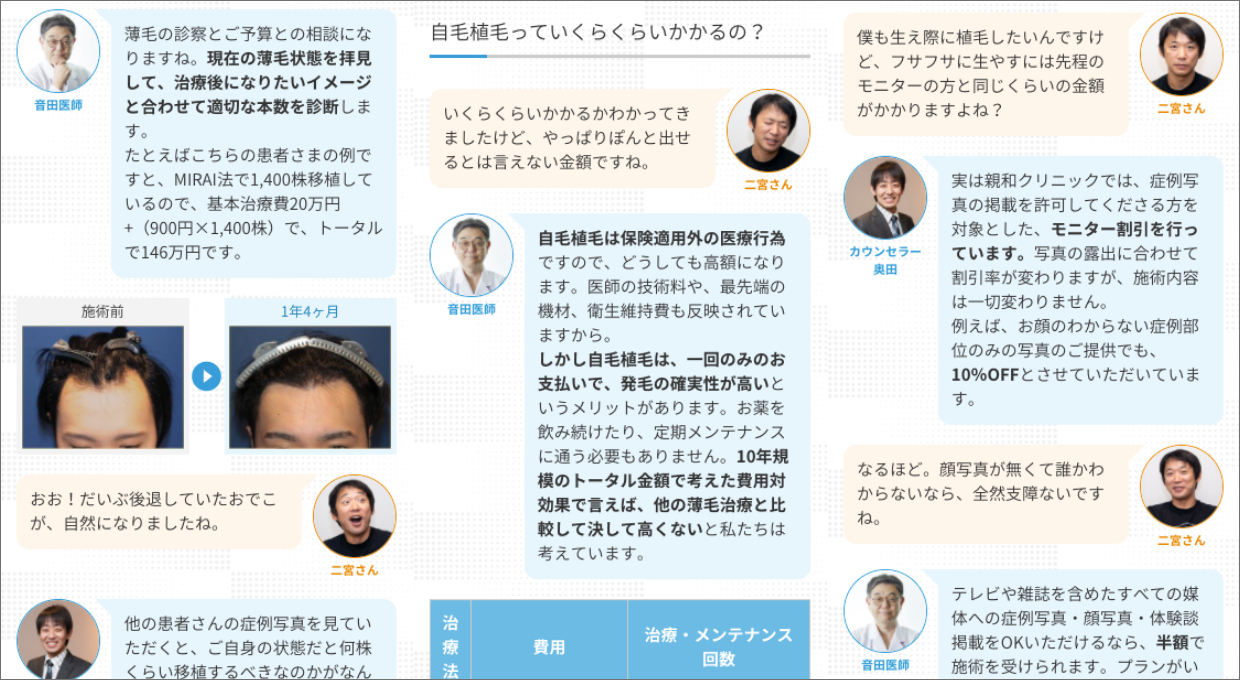 薄毛の診察とご予算との相談にな
りますね。現在の薄毛状態を拝見
して、治療後になりたいイメージ
と合わせて適切な本数を診断しま
す。
たとえばこちらの患者さまの例で
すと、MIRAI法で1,400株移植して
いるので、基本治療費20万円
+（900円×1,400株）で、トータル
で146万円です。
音田医師
施術前
1年4ヶ月
おお！だいぶ後退していたおでこ
が、自然になりましたね。
二宮さん
他の患者さんの症例写真を見てい
ただくと、ご自身の状態だと何株
くらい移植するべきなのかがなん
自毛植毛っていくらくらいかかるの？
いくらくらいかかるかわかってき
ましたけど、やっぱりぽんと出せ
るとは言えない金額ですね。
二宮さん
自毛植毛は保険適用外の医療行為
ですので、どうしても高額になり
ます。医師の技術料や、最先端の
機材、衛生維持費も反映されてい
ますから。
しかし自毛植毛は、一回のみのお
支払いで、発毛の確実性が高いと
いうメリットがあります。お薬を
飲み続けたり、定期メンテナンス
に通う必要もありません。10年規
模のトータル金額で考えた費用対
効果で言えば、他の薄毛治療と比
較して決して高くないと私たちは
考えています。
音田医師
治
療
法
費用
治療・メンテナンス
回数
僕も生え際に植毛したいんですけ
ど、フサフサに生やすには先程の
モニターの方と同じくらいの金額
がかかりますよね？
二宮さん
実は親和クリニックでは、症例写
真の掲載を許可してくださる方を
対象とした、モニター割引を行っ
ています。写真の露出に合わせて
割引率が変わりますが、施術内容
は一切変わりません。
例えば、お顔のわからない症例部
位のみの写真のご提供でも、
10%OFFとさせていただいていま
す。
カウンセラー
奥田
なるほど。顔写真が無くて誰かわ
からないなら、全然支障ないです
ね。
二宮さん
テレビや雑誌を含めたすべての媒
体への症例写真・顔写真・体験談
掲載をOKいただけるなら、半額で
施術を受けられます。プランがい
音田医師